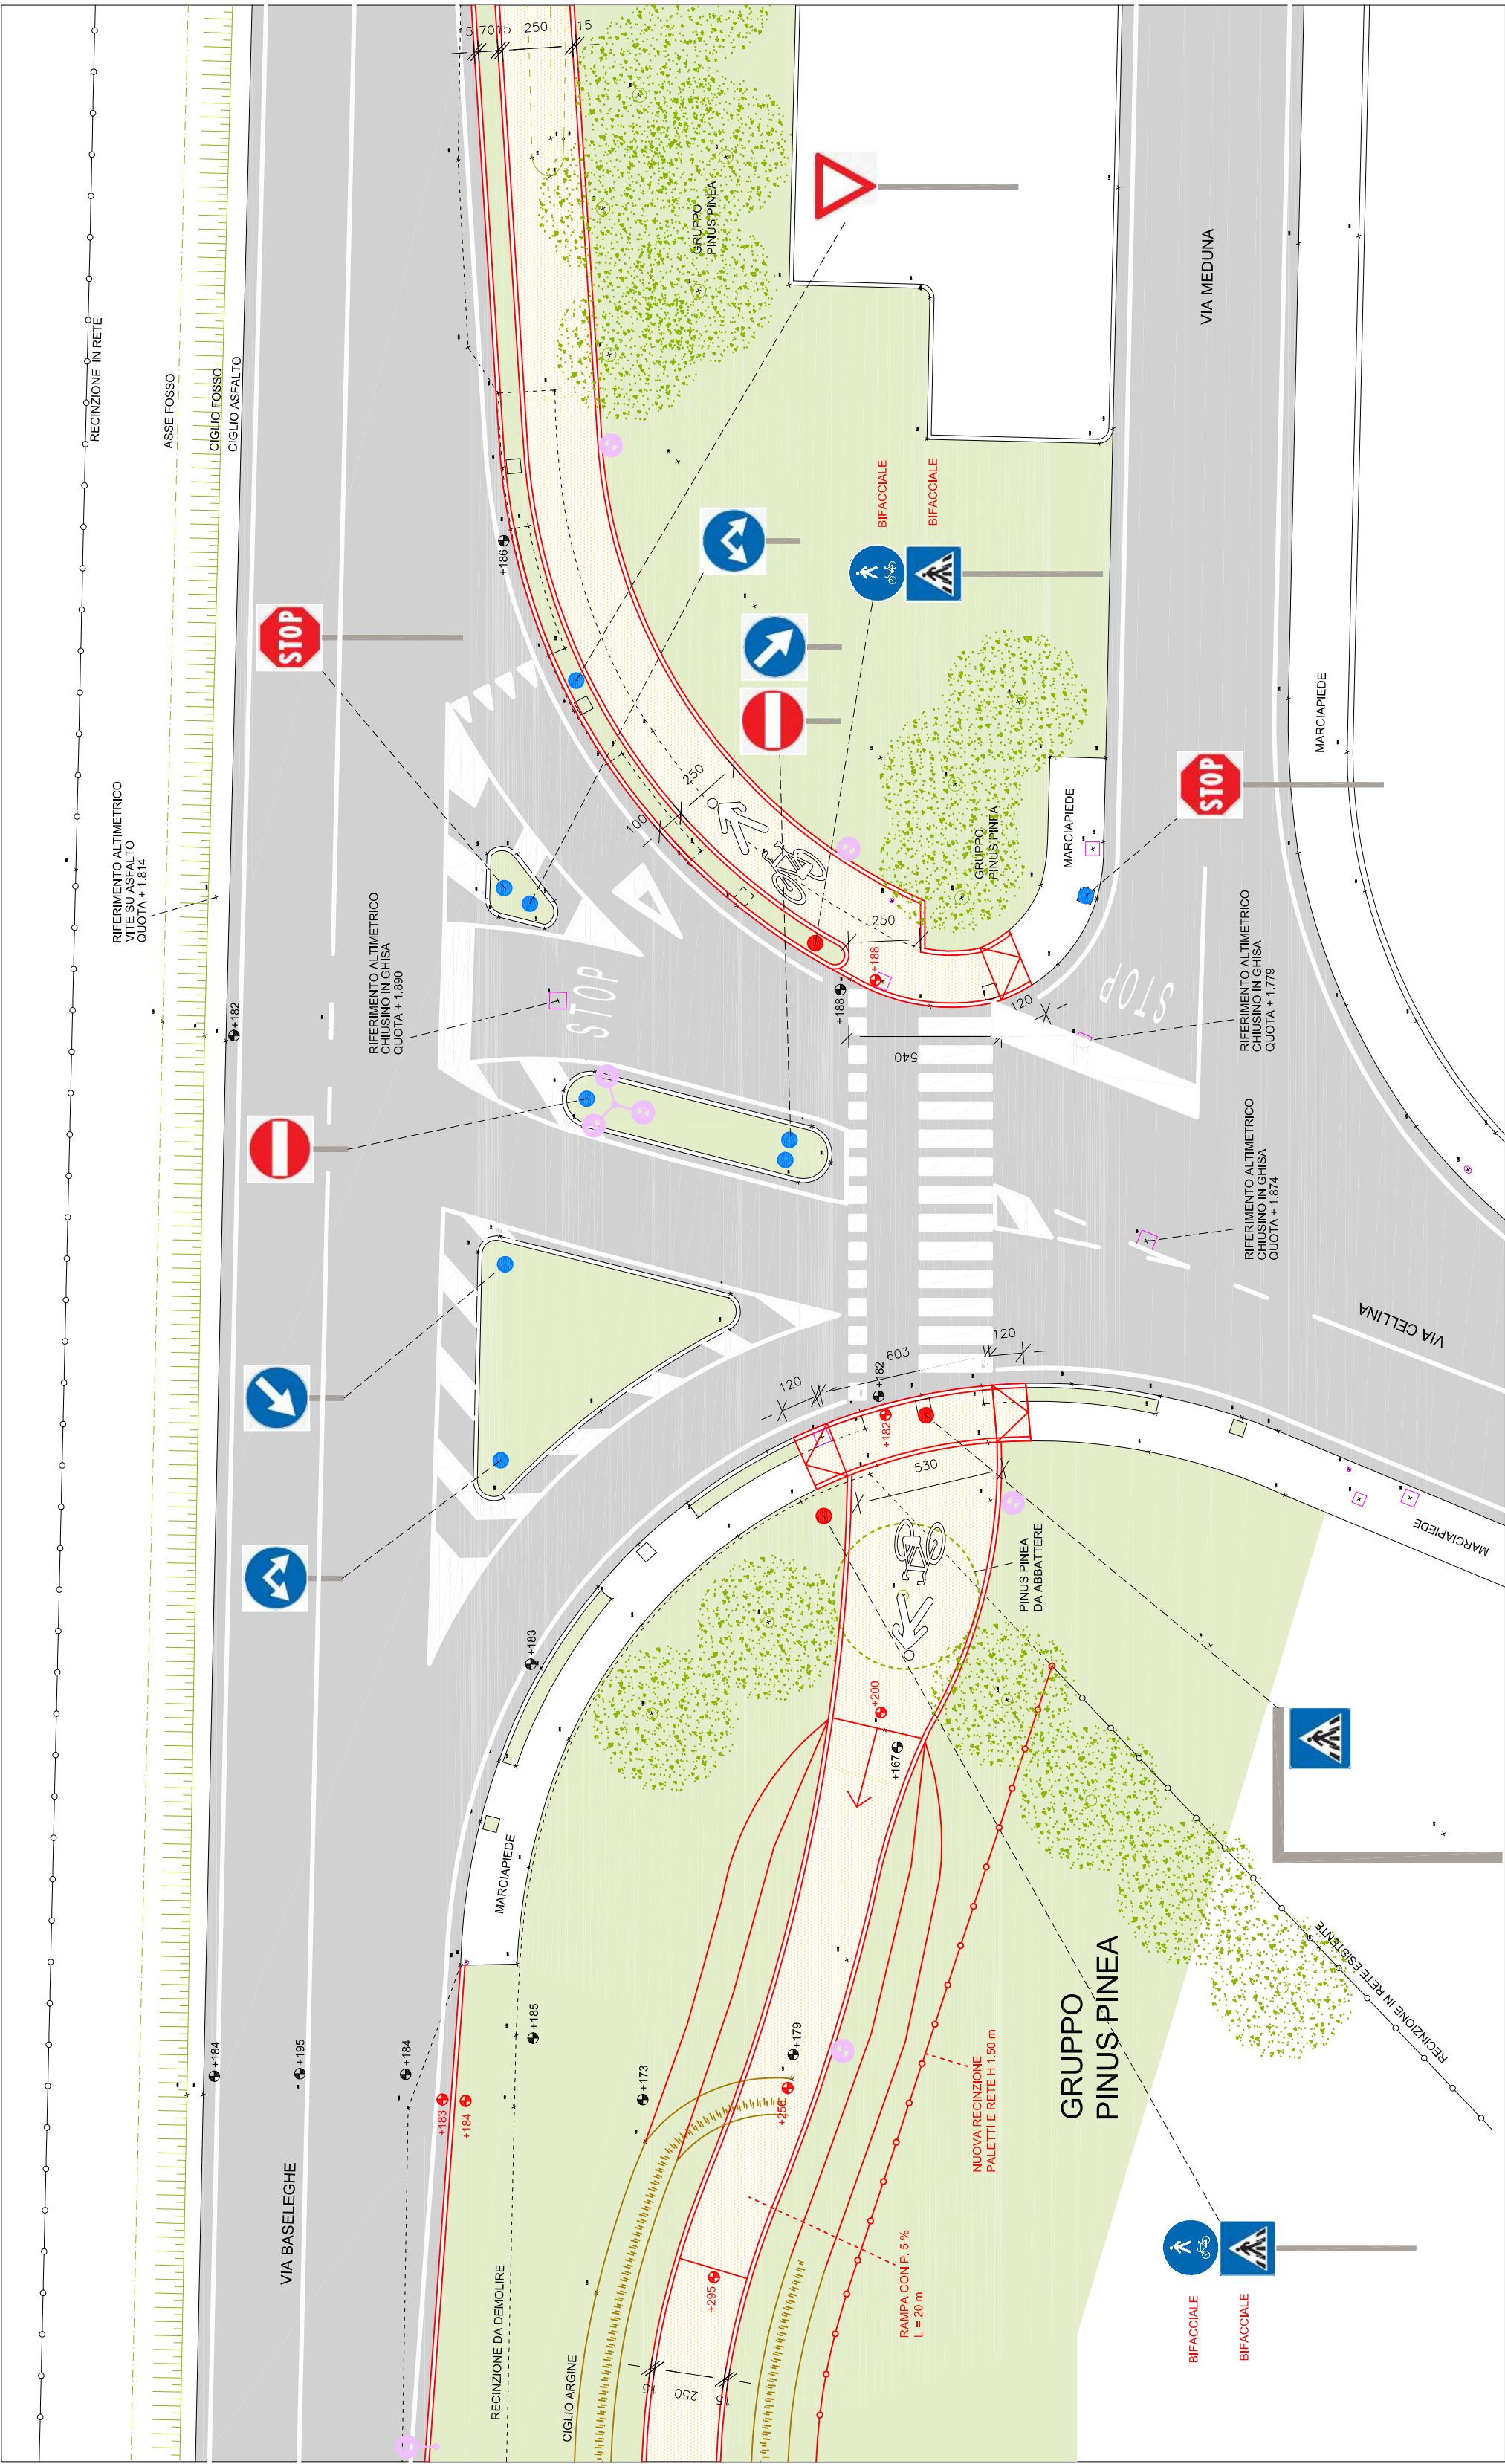 15 70 15 250 15
RECINZIONE IN RETE
ASSE FOSSO
CIGLIO FOSSO
CIGLIO ASFALTO
GRUPPO
PINUS PINEA
VIA MEDUNA
BIFACCIALE
BIFACCIALE
+186
STOP
MARCIAPIEDE
250
100
STOP
GRUPPO
PINUS PINEA
MARCIAPIEDE
RIFERIMENTO ALTIMETRICO
VITE SU ASFALTO
QUOTA + 1.814
RIFERIMENTO ALTIMETRICO
CHIUSINO IN GHISA
QUOTA + 1.890
250
+188
+188
STOP
STOP
120
540
+182
RIFERIMENTO ALTIMETRICO
CHIUSINO IN GHISA
QUOTA + 1.779
RIFERIMENTO ALTIMETRICO
CHIUSINO IN GHISA
QUOTA + 1.874
VIA CELLINA
120
603
120
+182
+182
530
MARCIAPIEDE
PINUS PINEA
DA ABBATTERE
+183
+200
+167
MARCIAPIEDE
GRUPPO
PINUS PINEA
RECINZIONE IN RETE ESISTENTE
+184
+195
+184
+185
+179
+173
+183
+184
+256
NUOVA RECINZIONE
PALETTI E RETE H 1.50 m
VIA BASELEGHE
RECINZIONE DA DEMOLIRE
+295
RAMPA CON P. 5 %
L = 20 m
CIGLIO ARGINE
15
250
15
BIFACCIALE
BIFACCIALE